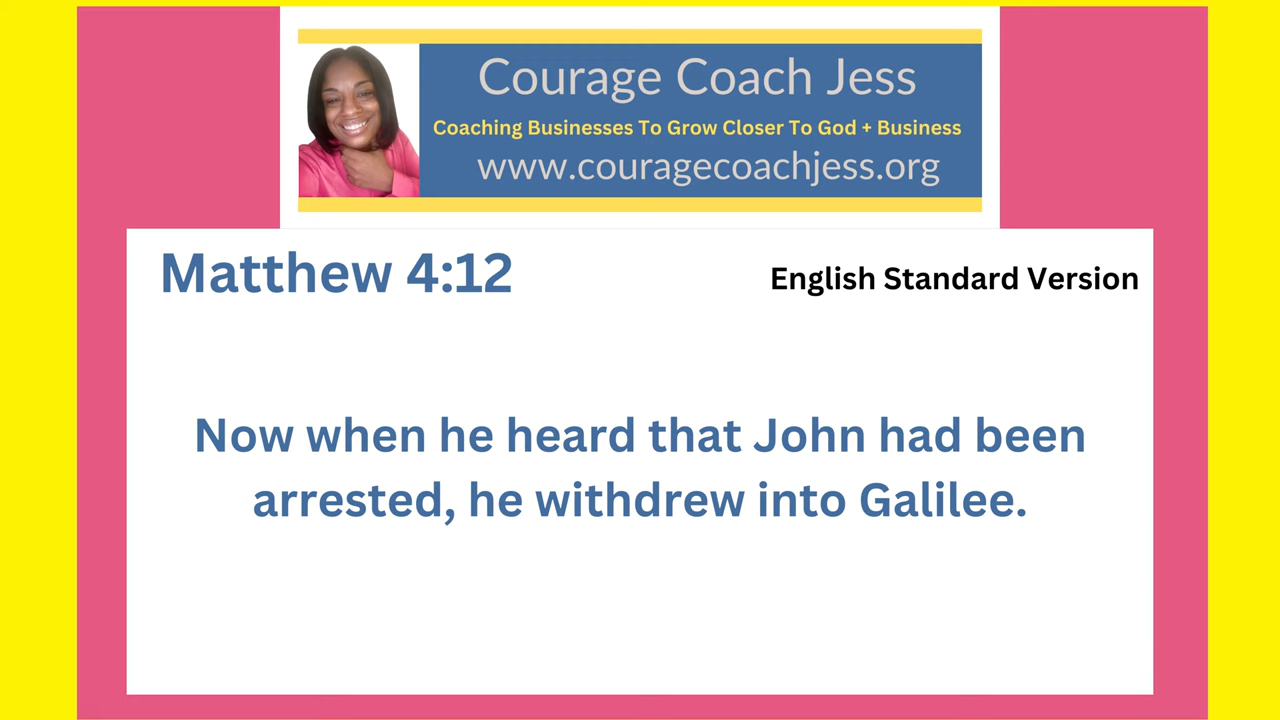 Courage Coach Jess
Coaching Businesses To Grow Closer To God + Business
www.couragecoachjess.org
Matthew 4:12
English Standard Version
Now when he heard that John had been
arrested, he withdrew into Galilee.